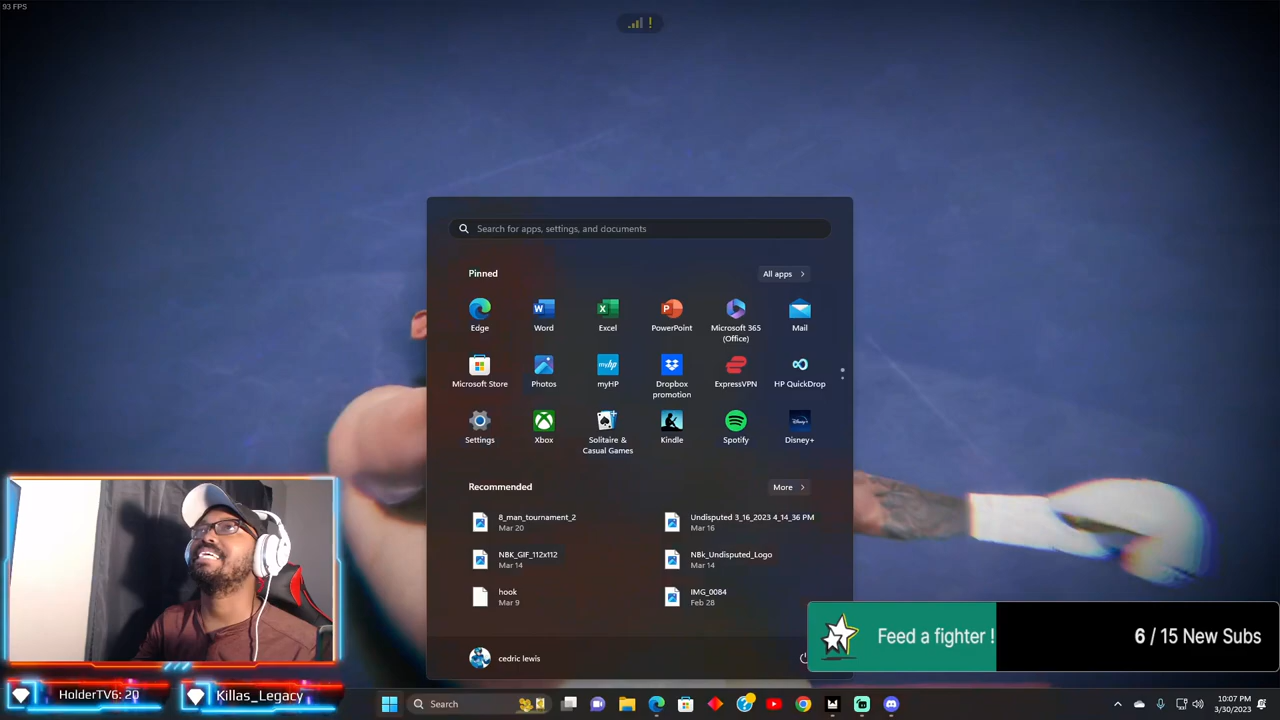 93 FPS
!
Search for apps, settings, and documents
Pinned
All apps
Edge
Word
Excel
PowerPoint
Microsoft 365
(Office)
Mail
Microsoft Store
Photos
myHP
Dropbox
promotion
ExpressVPN
HP QuickDrop
Settings
Xbox
Solitaire &
Casual Games
Kindle
Spotify
Disney+
Recommended
More
8_man_tournament_2
Mar 20
Undisputed 3_16_2023 4_14_36 PM
Mar 16
NBK_GIF_112x112
Mar 14
NBk_Undisputed_Logo
Mar 14
hook
Mar 9
IMG_0084
Feb 28
cedric lewis
Feed a fighter !
6 / 15 New Subs
HolderTV6: 20
Killas_Legacy
Search
10:07 PM
3/30/2023